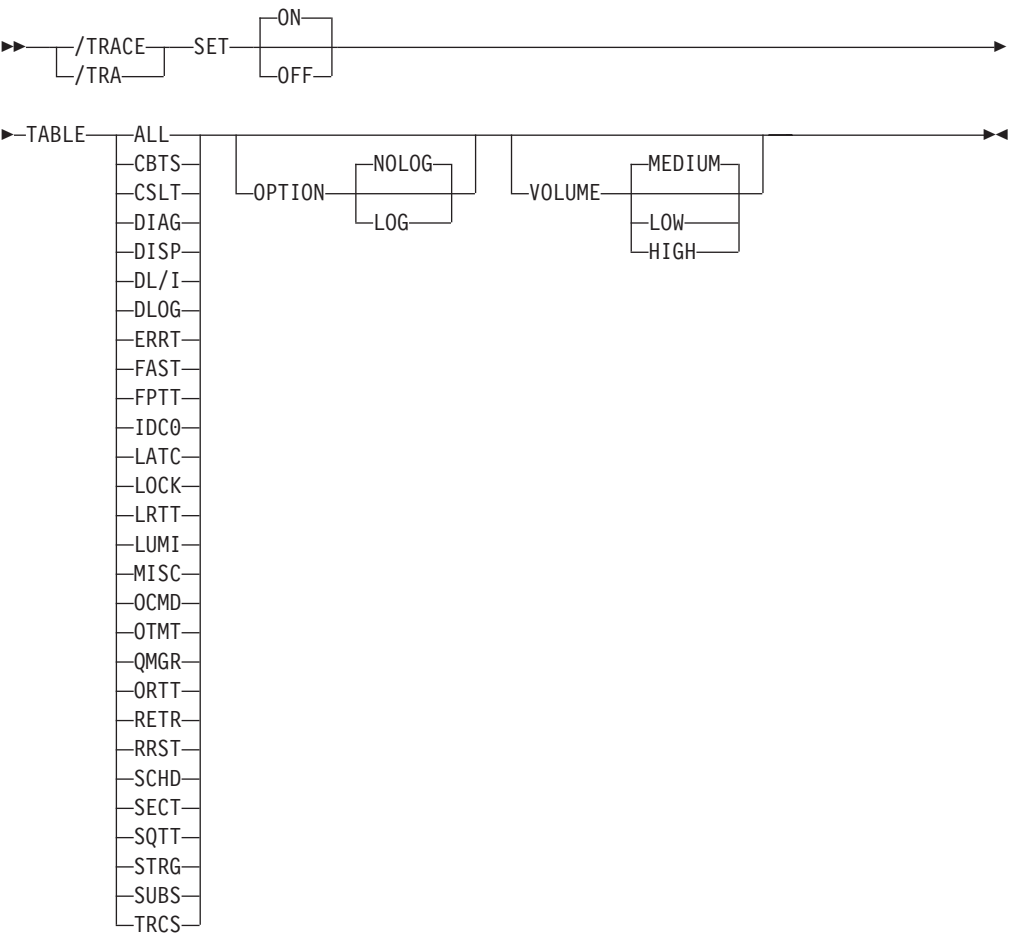 ON
/TRACE SET
/TRA OFF
TABLE ALL
CBTS NOLOG MEDIUM
CSLT OPTION VOLUME
DIAG LOG LOW
DISP HIGH
DL/I
DLOG
ERRT
FAST
FPTT
IDC0
LATC
LOCK
LRTT
LUMI
MISC
OCMD
OTMT
QMGR
ORTT
RETR
RRST
SCHD
SECT
SQTT
STRG
SUBS
TRCS